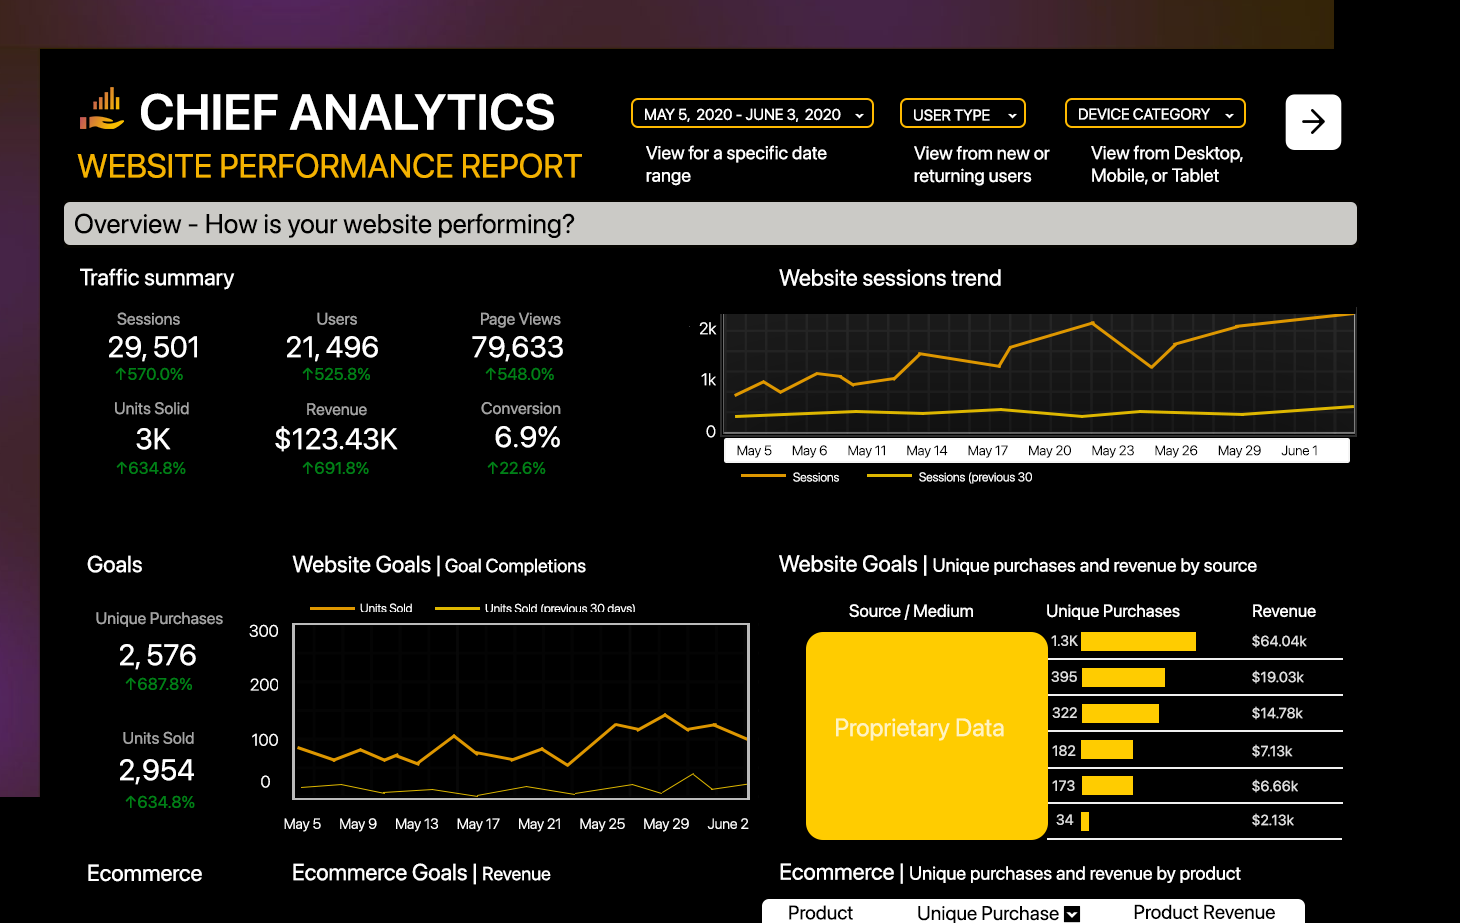 CHIEF ANALYTICS
WEBSITE PERFORMANCE REPORT
MAY 5, 2020 - JUNE 3, 2020
View for a specific date
range
USER TYPE
View from new or
returning users
DEVICE CATEGORY
View from Desktop,
Mobile, or Tablet
Overview - How is your website performing?
Traffic summary
Sessions Users Page Views
29, 501 21, 496 79,633
↑570.0% ↑525.8% ↑548.0%
Units Solid Revenue Conversion
3K $123.43K 6.9%
↑634.8% ↑691.8% ↑22.6%
Website sessions trend
2k
1k
0
May 5 May 6 May 11 May 14 May 17 May 20 May 23 May 26 May 29 June 1
Sessions Sessions (previous 30
Goals
Unique Purchases
2, 576
↑687.8%
Units Sold
2,954
↑634.8%
Website Goals | Goal Completions
Units Sold Units Sold (previous 30 days)
300
200
100
0
May 5 May 9 May 13 May 17 May 21 May 25 May 29 June 2
Website Goals | Unique purchases and revenue by source
Source / Medium Unique Purchases Revenue
Proprietary Data
1.3K $64.04k
395 $19.03k
322 $14.78k
182 $7.13k
173 $6.66k
34 $2.13k
Ecommerce
Ecommerce Goals | Revenue
Ecommerce | Unique purchases and revenue by product
Product Unique Purchase Product Revenue